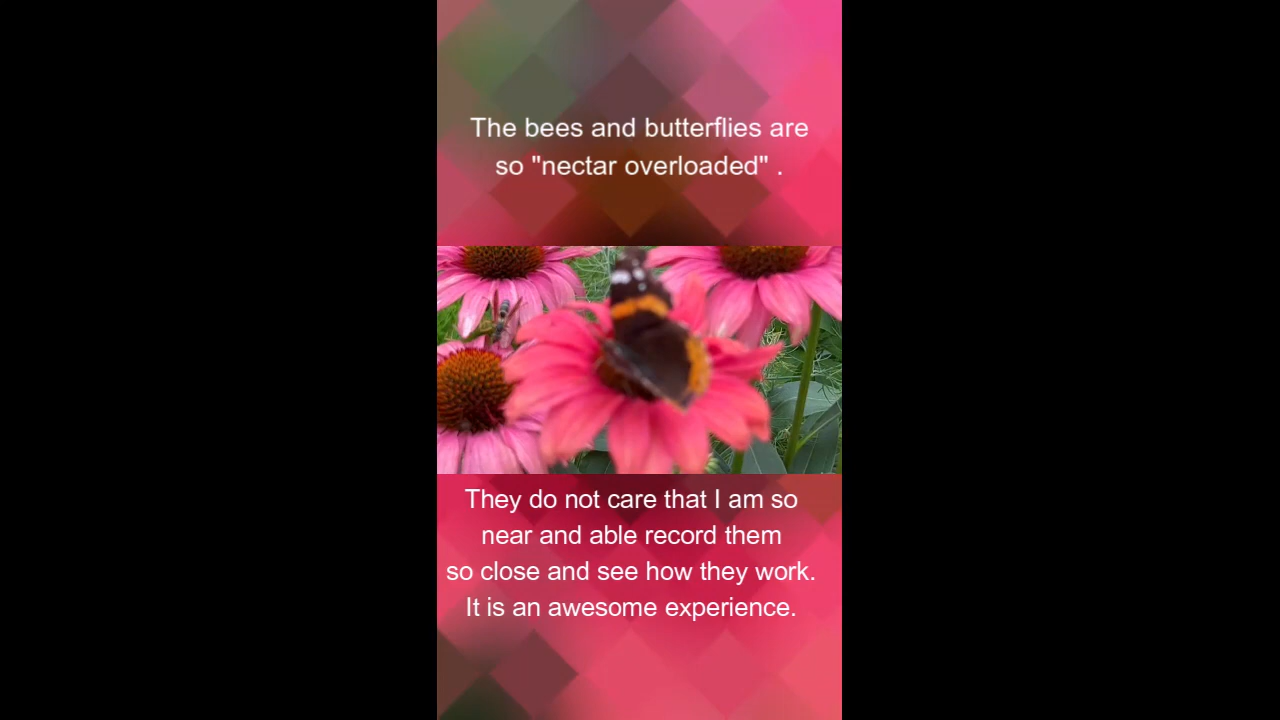 The bees and butterflies are
so "nectar overloaded" .
They do not care that I am so
near and able record them
so close and see how they work.
It is an awesome experience.